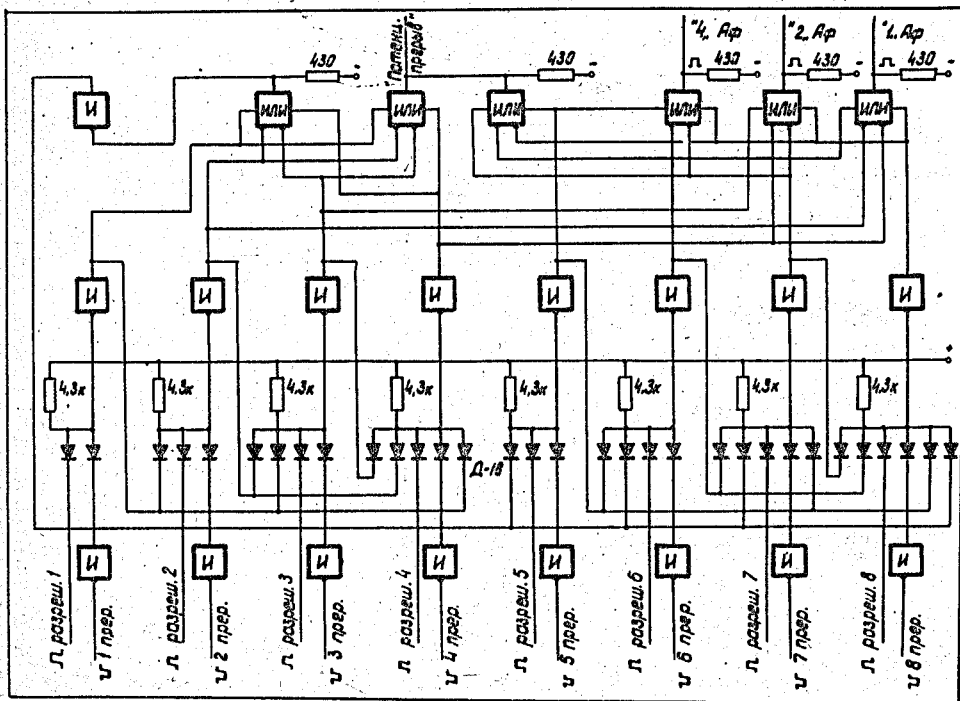 430
"Потенц.
прерыв"
430
"4„ Аф
430
"2„ Аф
430
"1„ Аф
430
И
ИЛИ
ИЛИ
ИЛИ
ИЛИ
ИЛИ
ИЛИ
И
И
И
И
И
И
И
И
4,3к
4,3к
4,3к
4,3к
4,3к
4,3к
4,3к
4,3к
Д-18
И
И
И
И
И
И
И
И
разреш. 1
1 прер.
разреш. 2
2 прер.
разреш. 3
3 прер.
разреш. 4
4 прер.
разреш. 5
5 прер.
разреш. 6
6 прер.
разреш. 7
7 прер.
разреш. 8
8 прер.